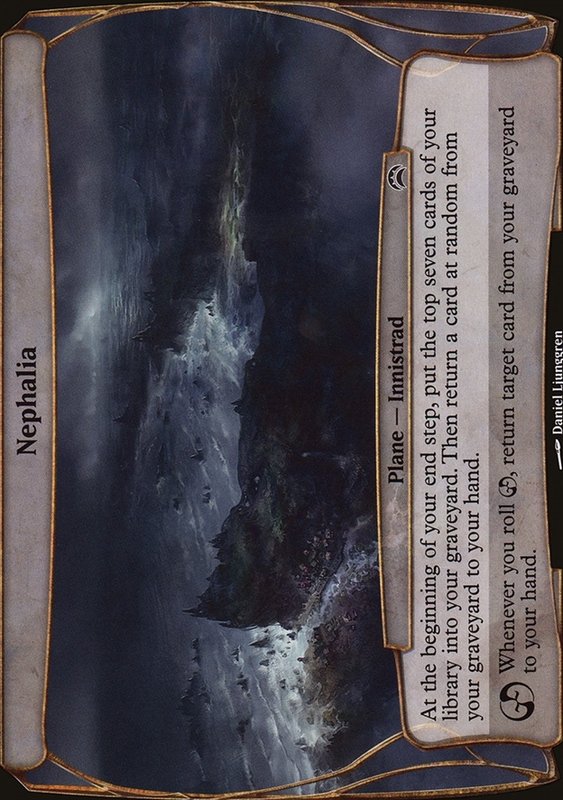 Nephalia
Plane — Innistrad
At the beginning of your end step, put the top seven cards of your
library into your graveyard. Then return a card at random from
your graveyard to your hand.
Whenever you roll , return target card from your graveyard
to your hand.
Daniel Ljunggren